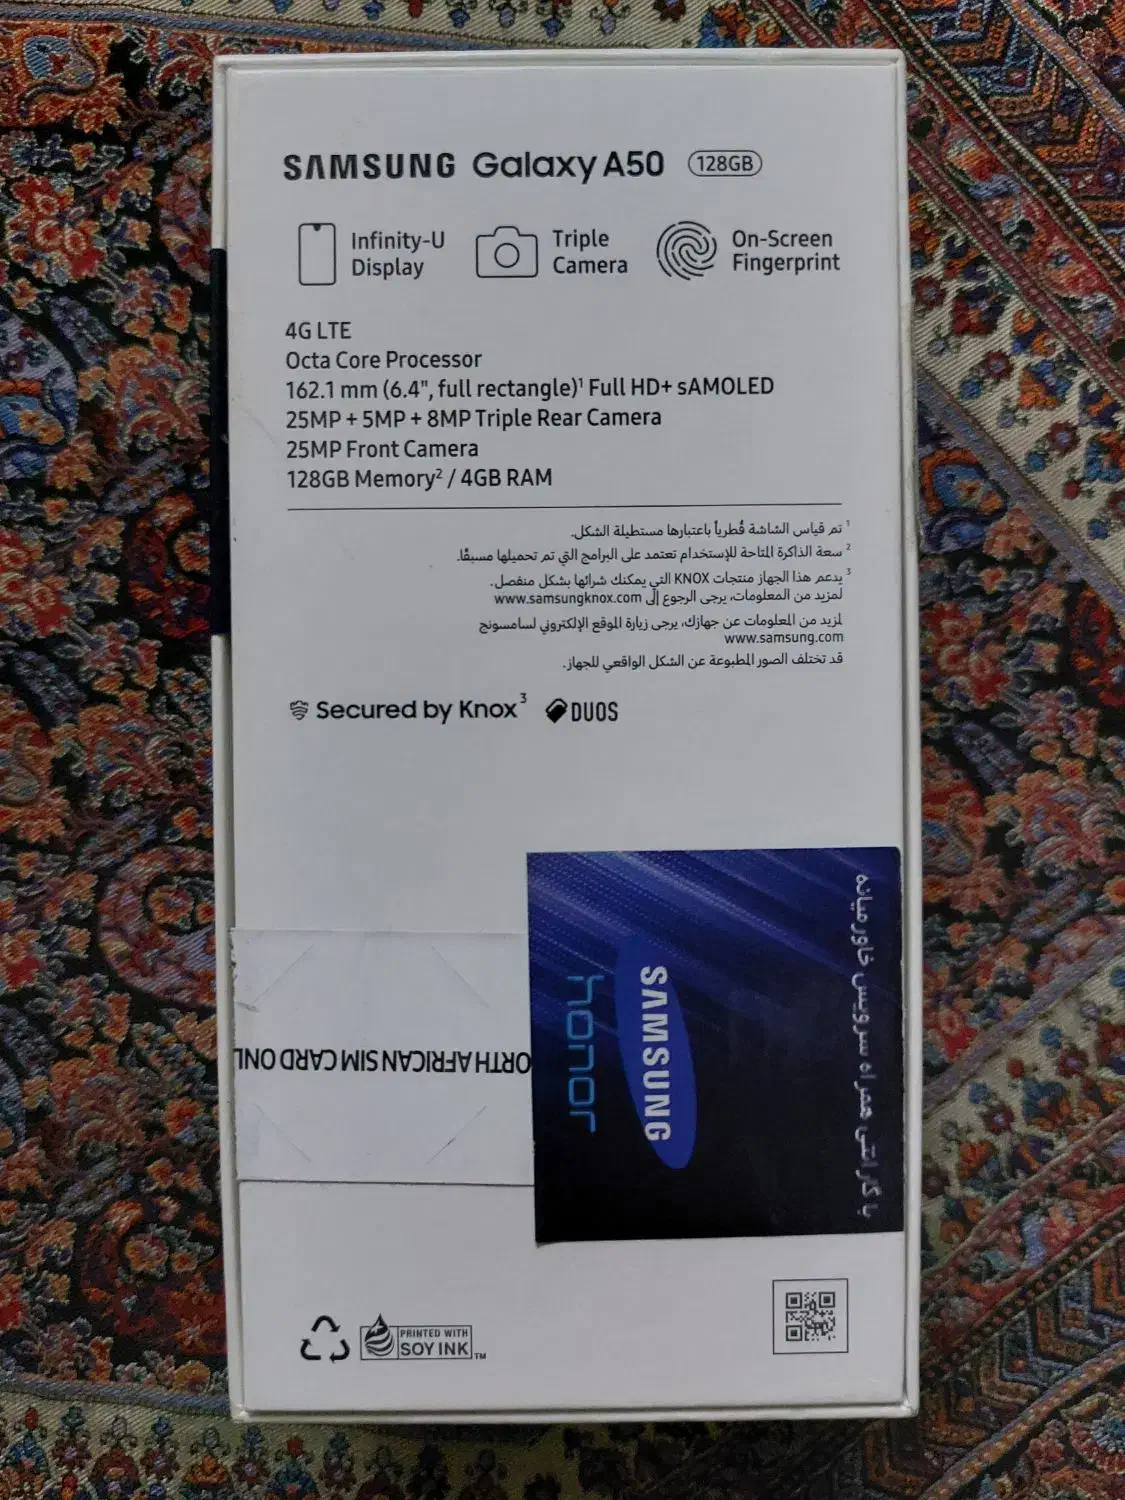 SAMSUNG Galaxy A50 128GB
Infinity-U
Display
Triple
Camera
On-Screen
Fingerprint
4G LTE
Octa Core Processor
162.1 mm (6.4", full rectangle)¹ Full HD+ sAMOLED
25MP + 5MP + 8MP Triple Rear Camera
25MP Front Camera
128GB Memory² / 4GB RAM
¹ تم قياس الشاشة قُطرياً باعتبارها مستطيلة الشكل.
² سعة الذاكرة المتاحة للإستخدام تعتمد على البرامج التي تم تحميلها مسبقًا.
³ يدعم هذا الجهاز منتجات KNOX التي يمكنك شرائها بشكل منفصل.
لمزيد من المعلومات، يرجى الرجوع إلى www.samsungknox.com
لمزيد من المعلومات عن جهازك، يرجى زيارة الموقع الإلكتروني لسامسونج
www.samsung.com
قد تختلف الصور المطبوعة عن الشكل الواقعي للجهاز.
Secured by Knox³
DUOS
با گارانتی همراه سرویس خاورمیانه
SAMSUNG
honor
ORTH AFRICAN SIM CARD ONL
PRINTED WITH
SOY INK™